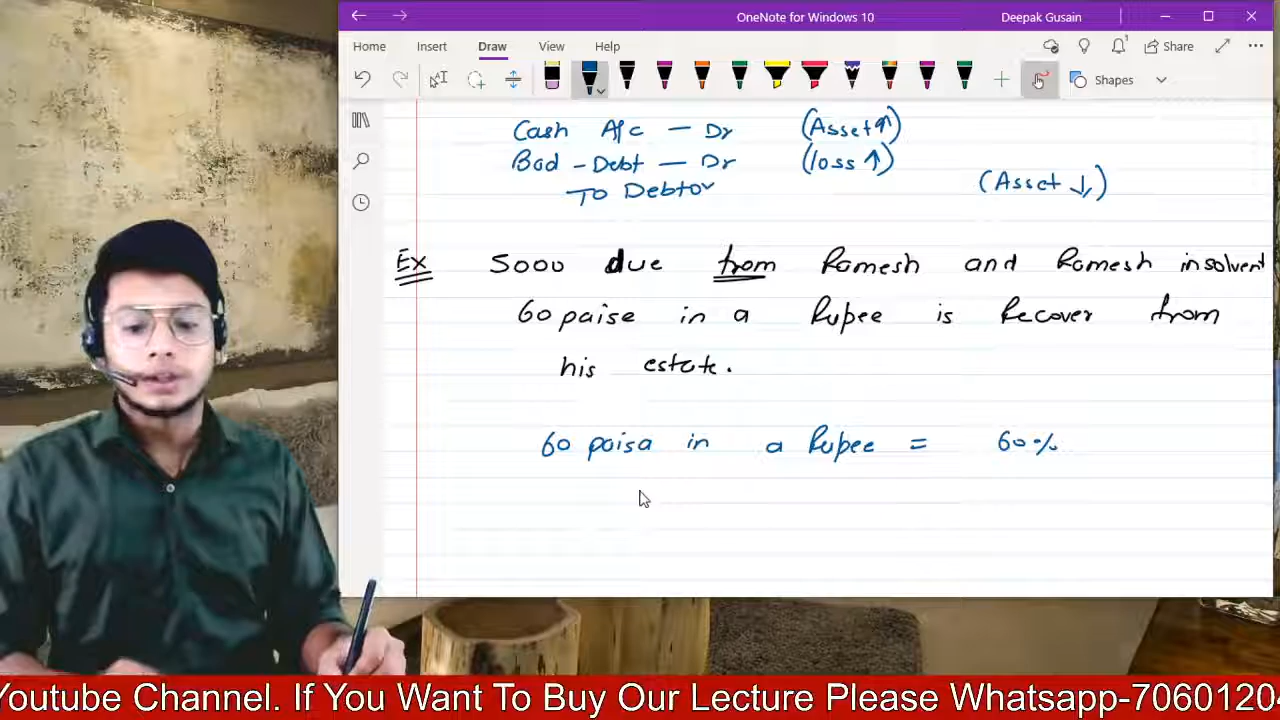 OneNote for Windows 10
Deepak Gusain
Home Insert Draw View Help
Share
Shapes
Cash A/c — Dr (Asset ↑)
Bad - Debt — Dr (loss ↑)
To Debtor (Asset ↓)
Ex 5000 due from Ramesh and Ramesh insolvent
60 paise in a Rupee is Recover from
his estate.
60 paisa in a Rupee = 60%
Youtube Channel. If You Want To Buy Our Lecture Please Whatsapp-7060120